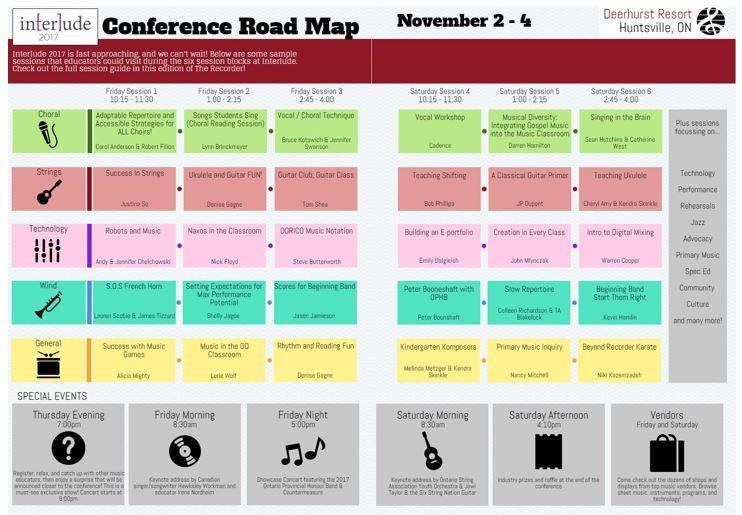 interlude
2017
Conference Road Map
November 2 - 4
Deerhurst Resort
Huntsville, ON
Interlude 2017 is fast approaching, and we can't wait! Below are some sample
sessions that educators could visit during the six session blocks at Interlude.
Check out the full session guide in this edition of The Recorder!
Friday Session 1
10:15 - 11:30
Friday Session 2
1:00 - 2:15
Friday Session 3
2:45 - 4:00
Saturday Session 4
10:15 - 11:30
Saturday Session 5
1:00 - 2:15
Saturday Session 6
2:45 - 4:00
Choral
Adaptable Repertoire and
Accessible Strategies for
ALL Choirs!
Carol Anderson & Robert Filion
Songs Students Sing
(Choral Reading Session)
Lynn Brinckmeyer
Vocal / Choral Technique
Bruce Kotowich & Jennifer
Swanson
Vocal Workshop
Cadence
Musical Diversity:
Integrating Gospel Music
into the Music Classroom
Darren Hamilton
Singing in the Brain
Sean Hutchins & Catherine
West
Strings
Success In Strings
Justina So
Ukulele and Guitar FUN!
Denise Gagne
Guitar Club; Guitar Class
Tom Shea
Teaching Shifting
Bob Phillips
A Classical Guitar Primer
JP Dupont
Teaching Ukulele
Cheryl Amy & Kendra Skinkle
Technology
Robots and Music
Andy & Jennifer Chelchowski
Naxos in the Classroom
Nick Floyd
DORICO Music Notation
Steve Butterworth
Building an E-portfolio
Emily Dalgleish
Creation in Every Class
John Mlynczak
Intro to Digital Mixing
Warren Cooper
Wind
S.O.S French Horn
Lauren Scobie & James Tizzard
Setting Expectations for
Max Performance
Potential
Shelly Jagoe
Scores for Beginning Band
Jason Jamieson
Peter Booneshaft with
OPHB
Peter Boonshaft
Slow Repertoire
Colleen Richardson & TA
Blakelock
Beginning Band
Start Them Right
Kevin Hamlin
General
Success with Music
Games
Alicia Mighty
Music in the DD
Classroom
Lorie Wolf
Rhythm and Reading Fun
Denise Gagne
Kindergarten Komposers
Melinda Metzger & Kendra
Skinkle
Primary Music Inquiry
Nancy Mitchell
Beyond Recorder Karate
Niki Kazemzadeh
Plus sessions
focussing on...
Technology
Performance
Rehearsals
Jazz
Advocacy
Primary Music
Spec Ed
Community
Culture
and many more!
SPECIAL EVENTS
Thursday Evening
7:00pm
Register, relax, and catch up with other music
educators, then enjoy a surprise that will be
announced closer to the conference! This is a
must-see exclusive show! Concert starts at
8:00pm
Friday Morning
8:30am
Keynote address by Canadian
singer/songwriter Hawksley Workman and
educator Irene Nordheim
Friday Night
5:00pm
Showcase Concert featuring the 2017
Ontario Provincial Honour Band &
Countermeasure
Saturday Morning
8:30am
Keynote address by Ontario String
Association Youth Orchestra & Jowi
Taylor & the Six String Nation Guitar
Saturday Afternoon
4:10pm
Industry prizes and raffle at the end of the
conference
Vendors
Friday and Saturday
Come check out the dozens of shops and
displays from top music vendors. Browse
sheet music, instruments, programs, and
technology!